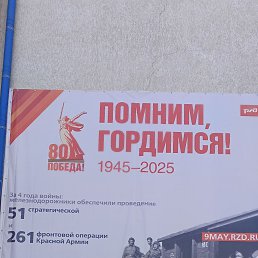 ПОМНИМ,
ГОРДИМСЯ!
1945–2025
80
ПОБЕДА!
За 4 года войны
железнодорожники обеспечили проведение
51 стратегической
и
261 фронтовой операции
Красной Армии
9MAY.RZD.RU